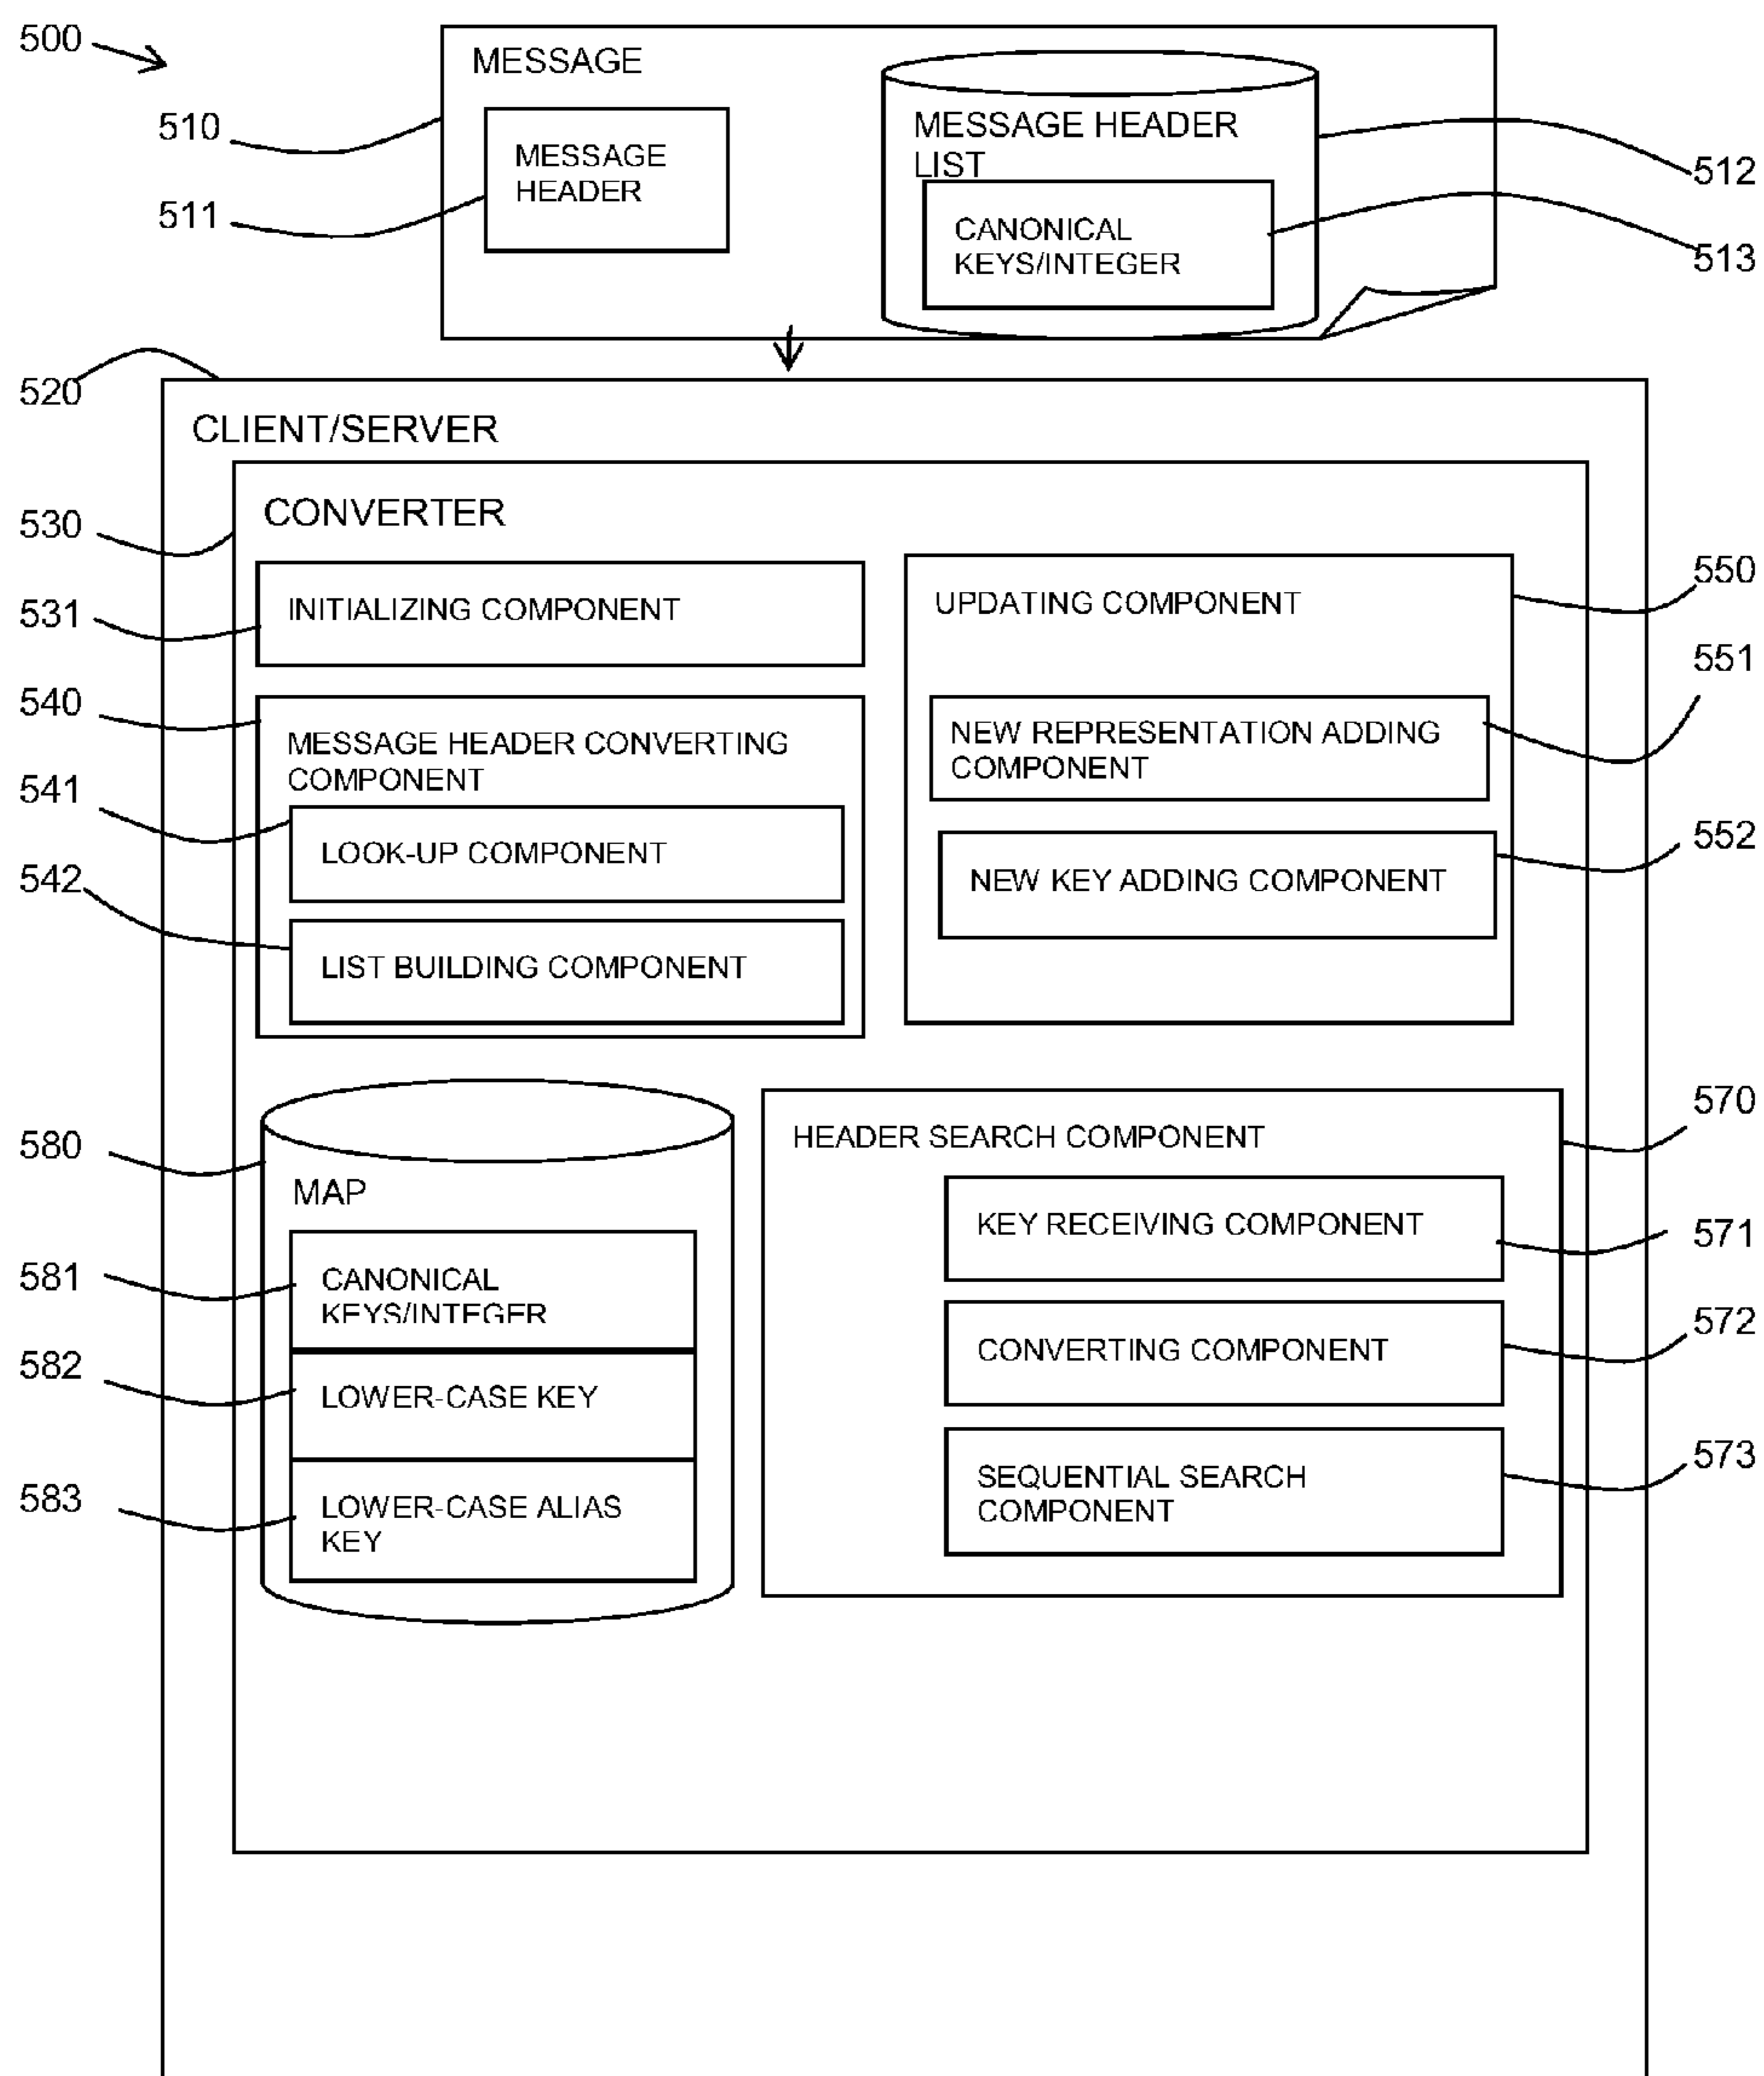 500
MESSAGE
510
MESSAGE
HEADER
511
MESSAGE HEADER
LIST
512
CANONICAL
KEYS/INTEGER
513
520
CLIENT/SERVER
CONVERTER
530
INITIALIZING COMPONENT
531
UPDATING COMPONENT
550
551
540
MESSAGE HEADER CONVERTING
COMPONENT
NEW REPRESENTATION ADDING
COMPONENT
541
LOOK-UP COMPONENT
552
NEW KEY ADDING COMPONENT
542
LIST BUILDING COMPONENT
570
HEADER SEARCH COMPONENT
580
MAP
KEY RECEIVING COMPONENT
571
581
CANONICAL
KEYS/INTEGER
572
CONVERTING COMPONENT
582
LOWER-CASE KEY
573
SEQUENTIAL SEARCH
COMPONENT
583
LOWER-CASE ALIAS
KEY